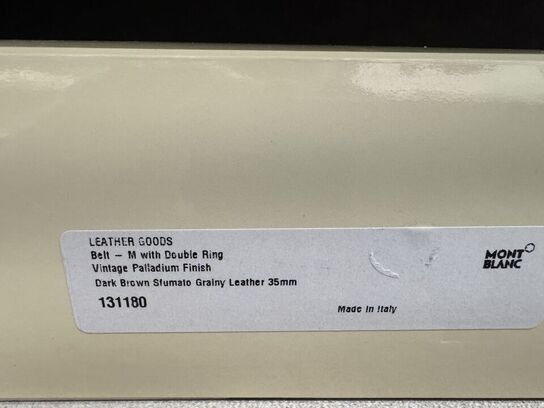 LEATHER GOODS
Belt – M with Double Ring
Vintage Palladium Finish
Dark Brown Sfumato Grainy Leather 35mm
131180
Made in Italy
MONT
BLANC